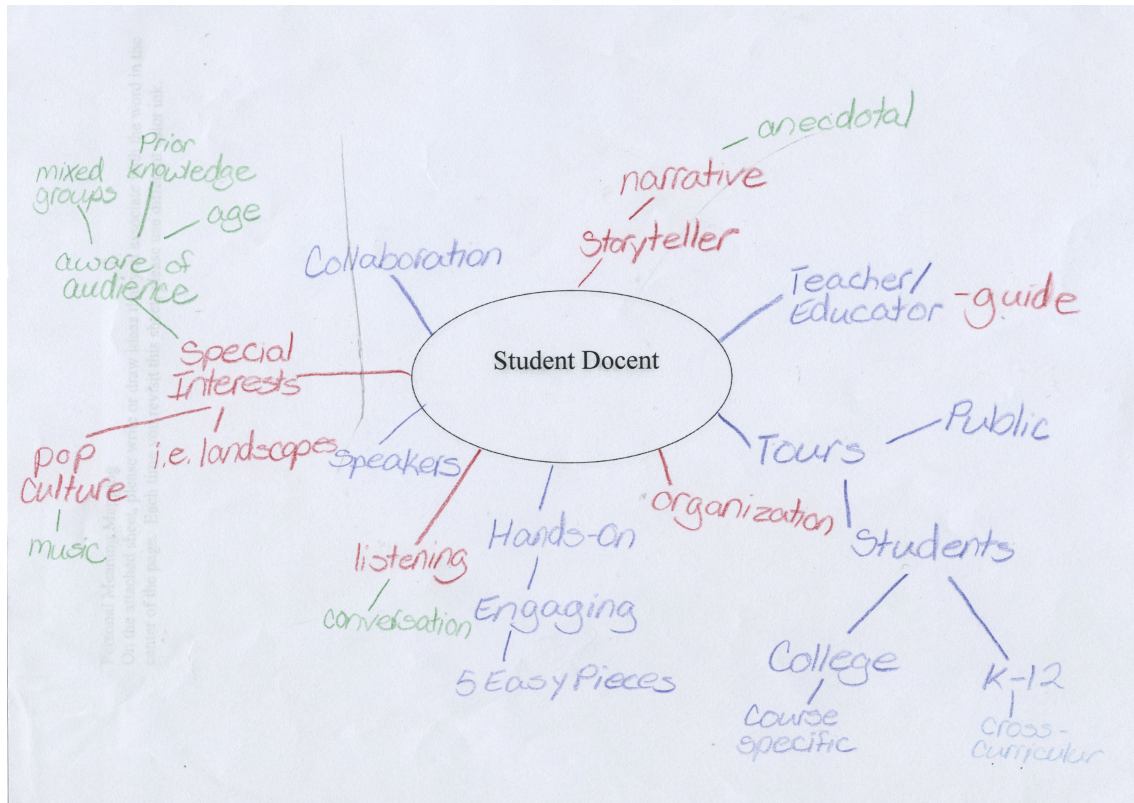 anecdotal
narrative
Storyteller
Prior
knowledge
mixed
groups
age
aware of
audience
Collaboration
Teacher/
Educator
-guide
Student Docent
Special
Interests
pop
culture
i.e. landscapes
music
Speakers
listening
conversation
Hands-On
Engaging
5 Easy Pieces
organization
Tours
Public
Students
College
course
specific
K-12
cross-
curricular